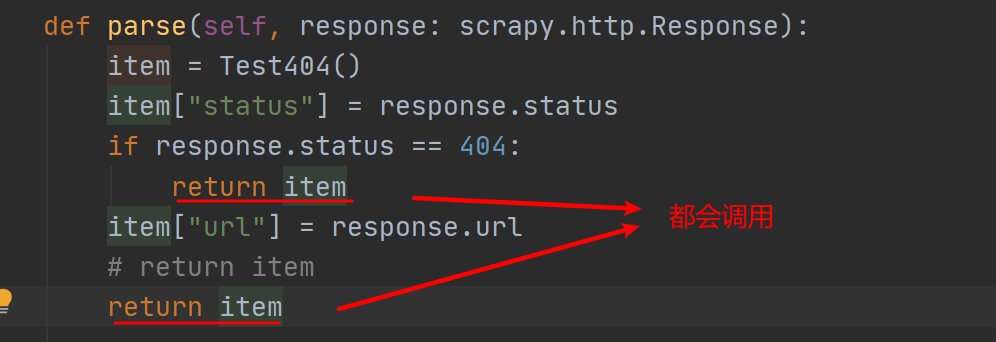 def parse(self, response: scrapy.http.Response):
item = Test404()
item["status"] = response.status
if response.status == 404:
return item
都会调用
item["url"] = response.url
# return item
return item